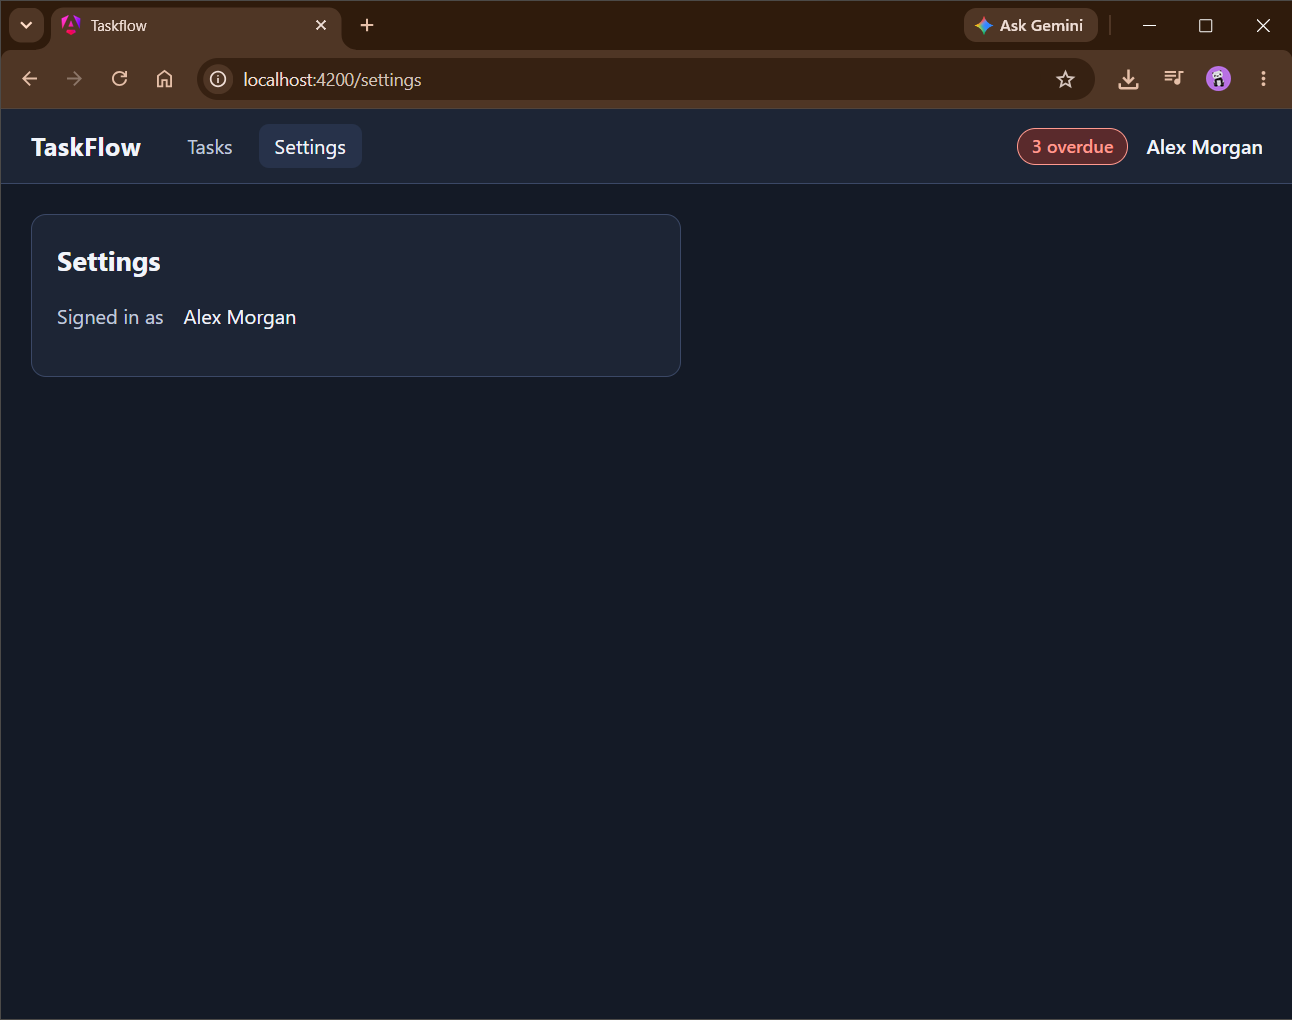 Taskflow
Ask Gemini
localhost:4200/settings
TaskFlow Tasks Settings 3 overdue Alex Morgan
Settings
Signed in as Alex Morgan